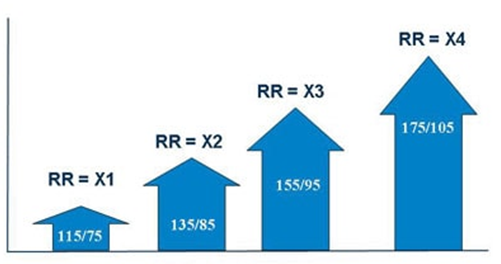 RR = X1
115/75
RR = X2
135/85
RR = X3
155/95
RR = X4
175/105